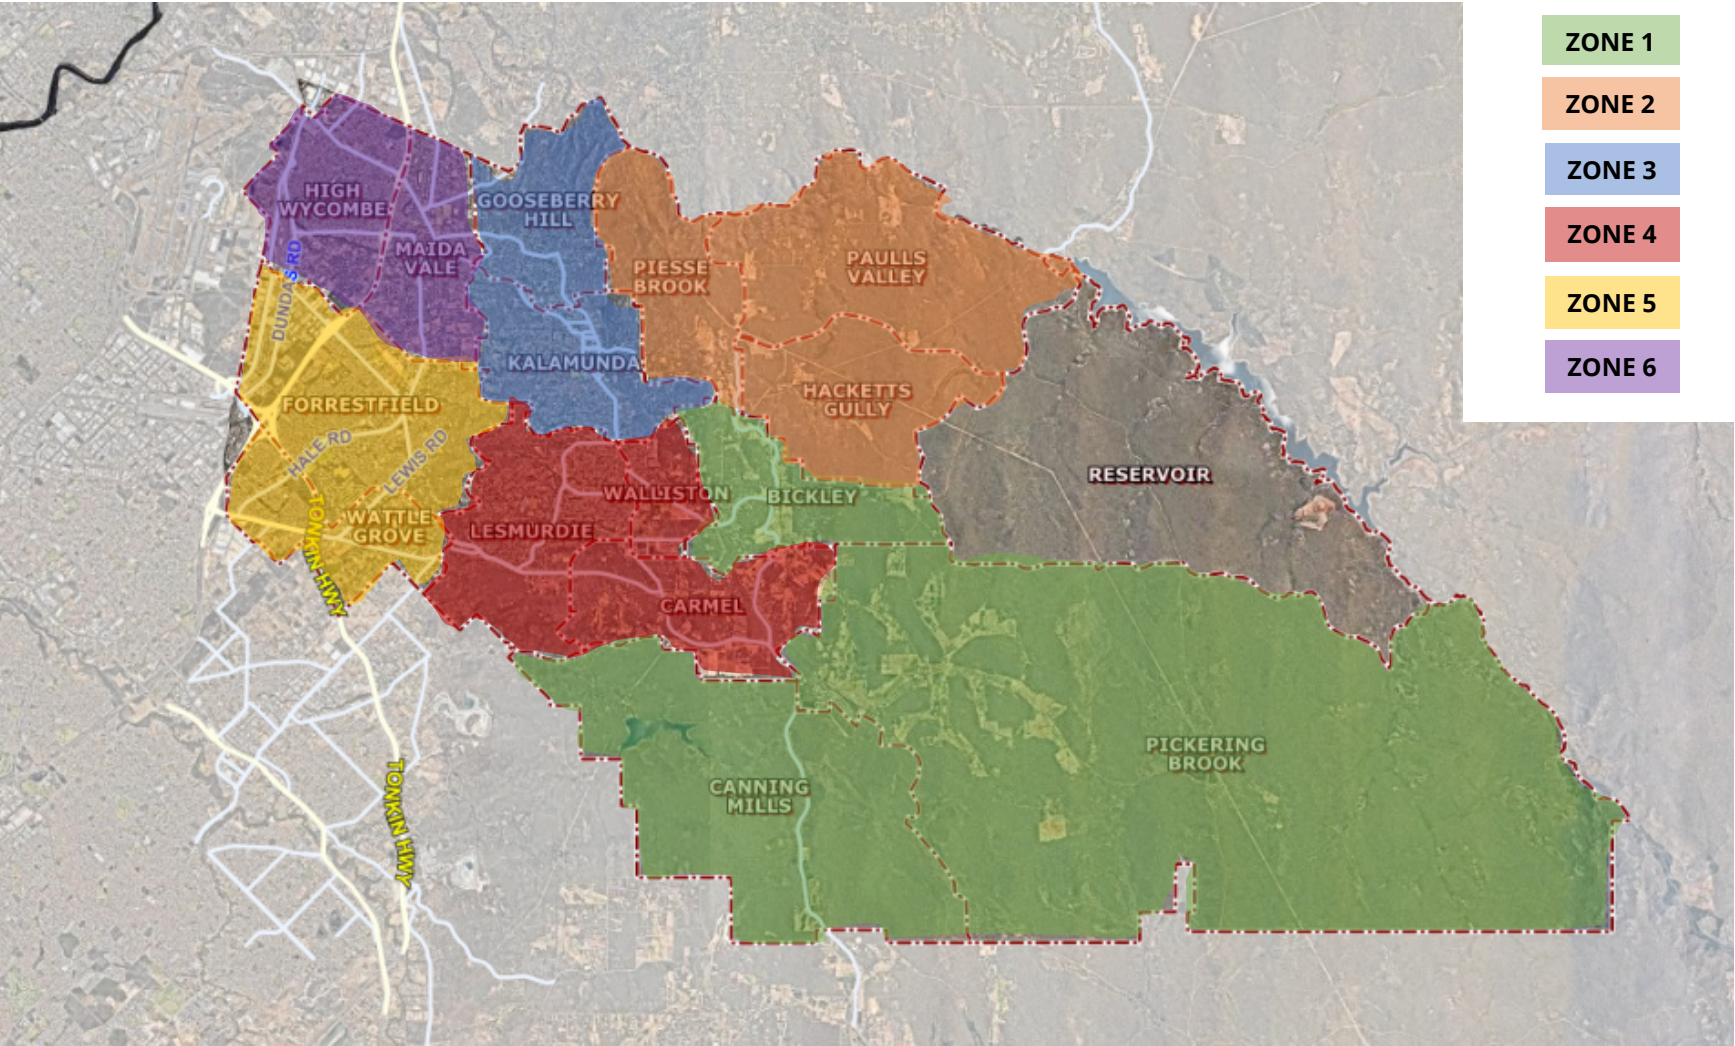 ZONE 1
ZONE 2
ZONE 3
ZONE 4
ZONE 5
ZONE 6
HIGH
WYCOMBE
GOOSEBERRY
HILL
MAIDA
VALE
DUNDAS RD
PIESSE
BROOK
PAULLS
VALLEY
KALAMUNDA
HACKETTS
GULLY
FORRESTFIELD
HALE RD
LEWIS RD
RESERVOIR
WALLISTON
BICKLEY
WATTLE
GROVE
LESMURDIE
TONKIN HWY
CARMEL
PICKERING
BROOK
CANNING
MILLS
TONKIN HWY